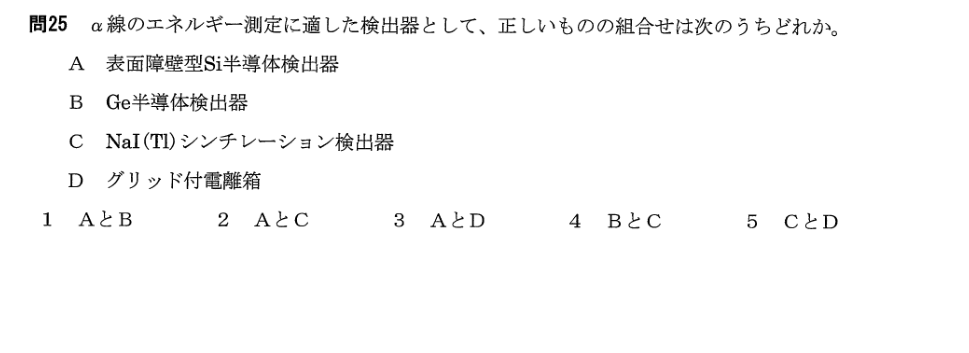 問25　α線のエネルギー測定に適した検出器として、正しいものの組合せは次のうちどれか。
A　表面障壁型Si半導体検出器
B　Ge半導体検出器
C　NaI(Tl)シンチレーション検出器
D　グリッド付電離箱
1　AとB　2　AとC　3　AとD　4　BとC　5　CとD